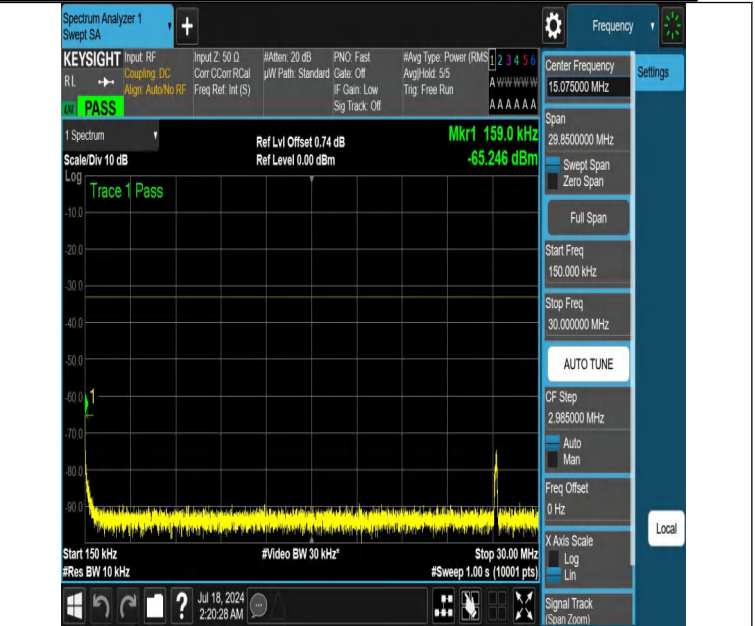 Spectrum Analyzer 1
Swept SA
+
Frequency
KEYSIGHT
RL
PASS
Input: RF
Coupling: DC
Align: Auto/No RF
Input Z: 50 Ω
Corr CCorr RCal
Freq Ref: Int (S)
#Atten: 20 dB
µW Path: Standard
PNO: Fast
Gate: Off
IF Gain: Low
Sig Track: Off
#Avg Type: Power (RMS
Avg|Hold: 5/5
Trig: Free Run
1 2 3 4 5 6
A W W W W W
A A A A A A
1 Spectrum
Scale/Div 10 dB
Ref Lvl Offset 0.74 dB
Ref Level 0.00 dBm
Mkr1 159.0 kHz
-65.246 dBm
Log
Trace 1 Pass
-10.0
-20.0
-30.0
-40.0
-50.0
-60.0
1
-70.0
-80.0
-90.0
Start 150 kHz
#Video BW 30 kHz*
Stop 30.00 MHz
#Res BW 10 kHz
#Sweep 1.00 s (10001 pts)
Jul 18, 2024
2:20:28 AM
?
Center Frequency
15.075000 MHz
Settings
Span
29.8500000 MHz
Swept Span
Zero Span
Full Span
Start Freq
150.000 kHz
Stop Freq
30.000000 MHz
AUTO TUNE
CF Step
2.985000 MHz
Auto
Man
Freq Offset
0 Hz
Local
X Axis Scale
Log
Lin
Signal Track
(Span Zoom)